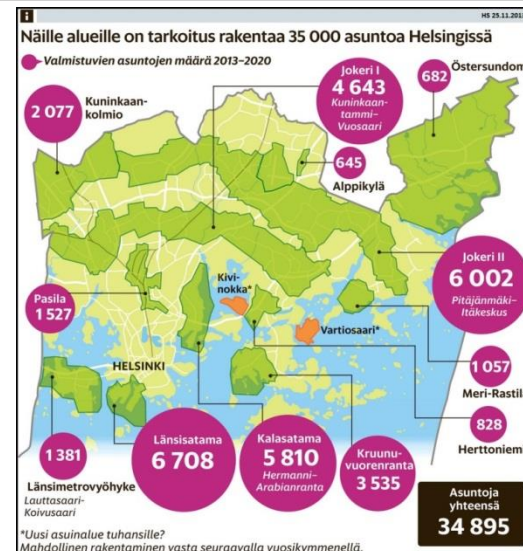 i
HS 25.11.201
Näille alueille on tarkoitus rakentaa 35 000 asuntoa Helsingissä
Valmistuvien asuntojen määrä 2013–2020
2 077
Kuninkaan-
kolmio
Jokeri I
4 643
Kuninkaan-
tammi–
Vuosaari
682
Östersundom
645
Alppikylä
Jokeri II
6 002
Pitäjänmäki–
Itäkeskus
Pasila
1 527
Kivi-
nokka*
Vartiosaari*
HELSINKI
1 057
Meri-Rastila
828
Herttoniem
1 381
Länsimetrovyöhyke
Lauttasaari-
Koivusaari
Länsisatama
6 708
Kalasatama
5 810
Hermanni–
Arabianranta
Kruunu-
vuorenranta
3 535
Asuntoja
yhteensä
34 895
*Uusi asuinalue tuhansille?
Mahdollinen rakentaminen vasta seuraavalla vuosikymmenellä.